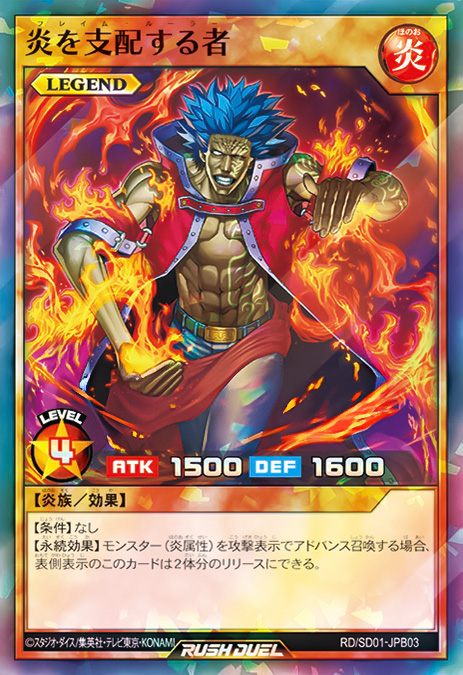 フレイム・ルーラー
炎を支配する者
ほのお
炎
LEGEND
LEVEL
4
ATK 1500 DEF 1600
【炎族／効果】
【条件】なし
【永続効果】モンスター（炎属性）を攻撃表示でアドバンス召喚する場合、
表側表示のこのカードは2体分のリリースにできる。
©スタジオ・ダイス/集英社・テレビ東京・KONAMI
RUSH DUEL
RD/SD01-JPB03